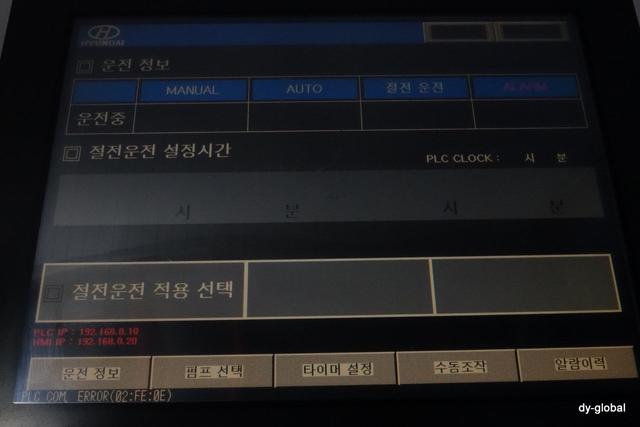 HYUNDAI
운전 정보
MANUAL AUTO 절전 운전 ALARM
운전중
절전운전 설정시간
PLC CLOCK : 시 분
시 분 시 분
절전운전 적용 선택
PLC IP : 192.168.0.10
HMI IP : 192.168.0.20
운전 정보 펌프 선택 타이머 설정 수동조작 알람이력
PLC COM. ERROR(02:FE:0E)
dy-global